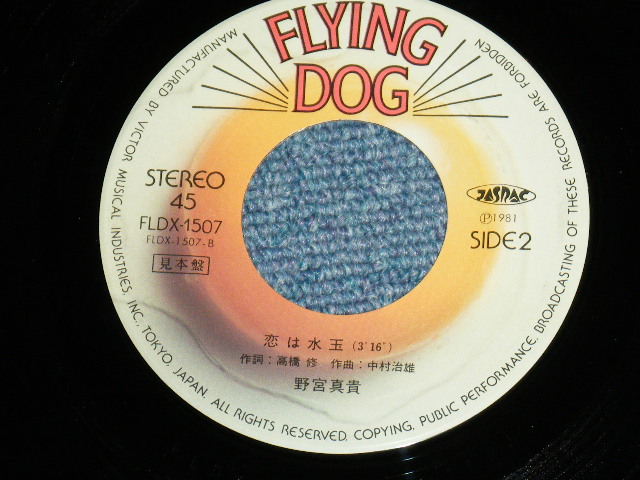 FLYING
DOG
STEREO
45
FLDX-1507
FLDX-1507-B
見本盤
JASRAC
Ⓟ1981
SIDE2
恋は水玉 (3'16")
作詞:高橋 修 作曲:中村治雄
野宮真貴
MANUFACTURED BY VICTOR MUSICAL INDUSTRIES, INC., TOKYO, JAPAN. ALL RIGHTS RESERVED. COPYING, PUBLIC PERFORMANCE, BROADCASTING OF THESE RECORDS ARE FORBIDDEN